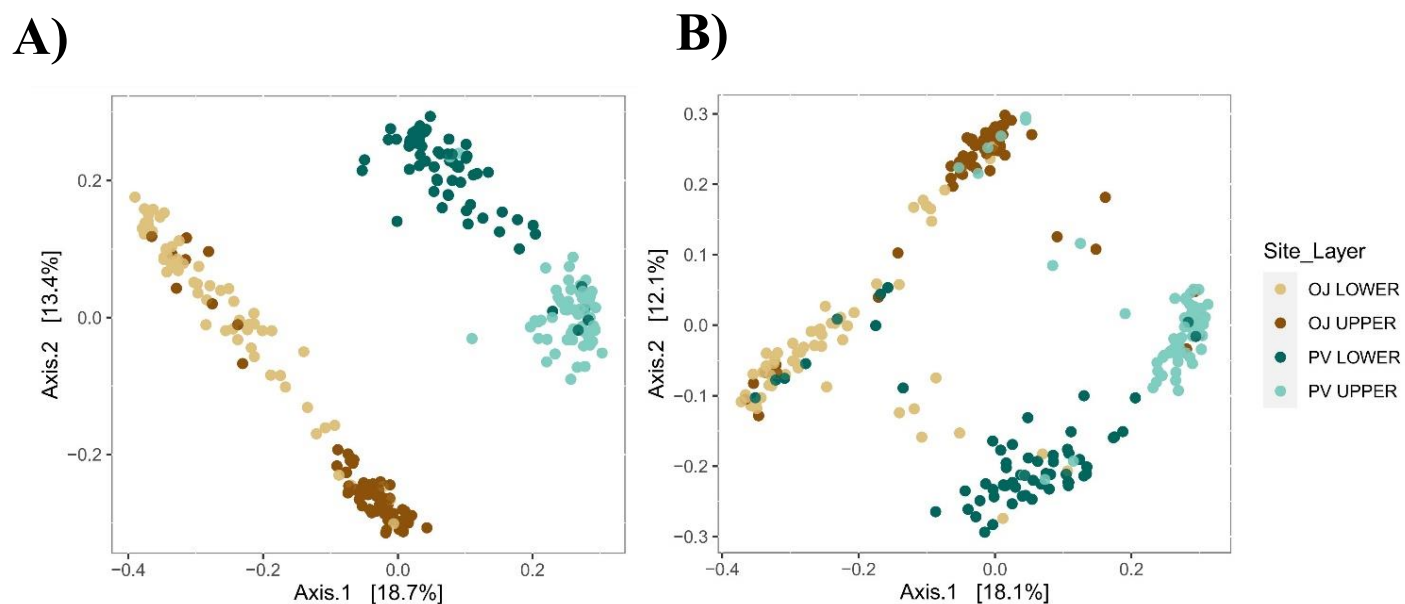 A)
B)
0.2
0.0
−0.2
Axis.2 [13.4%]
−0.4
−0.2
0.0
0.2
Axis.1 [18.7%]
0.3
0.2
0.1
0.0
−0.1
−0.2
−0.3
Axis.2 [12.1%]
−0.4
−0.2
0.0
0.2
Axis.1 [18.1%]
Site_Layer
OJ LOWER
OJ UPPER
PV LOWER
PV UPPER